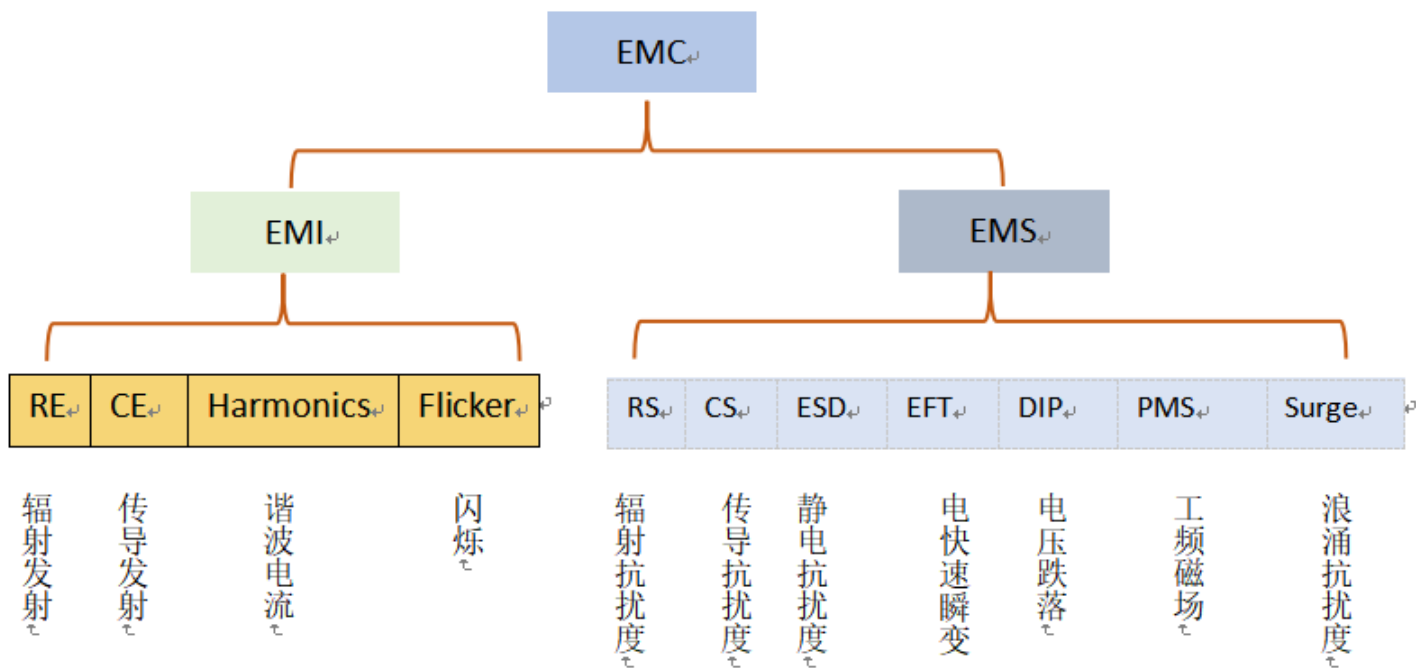 EMC
EMI
EMS
RE CE Harmonics Flicker
RS CS ESD EFT DIP PMS Surge
辐射发射
传导发射
谐波电流
闪烁
辐射抗扰度
传导抗扰度
静电抗扰度
电快速瞬变
电压跌落
工频磁场
浪涌抗扰度